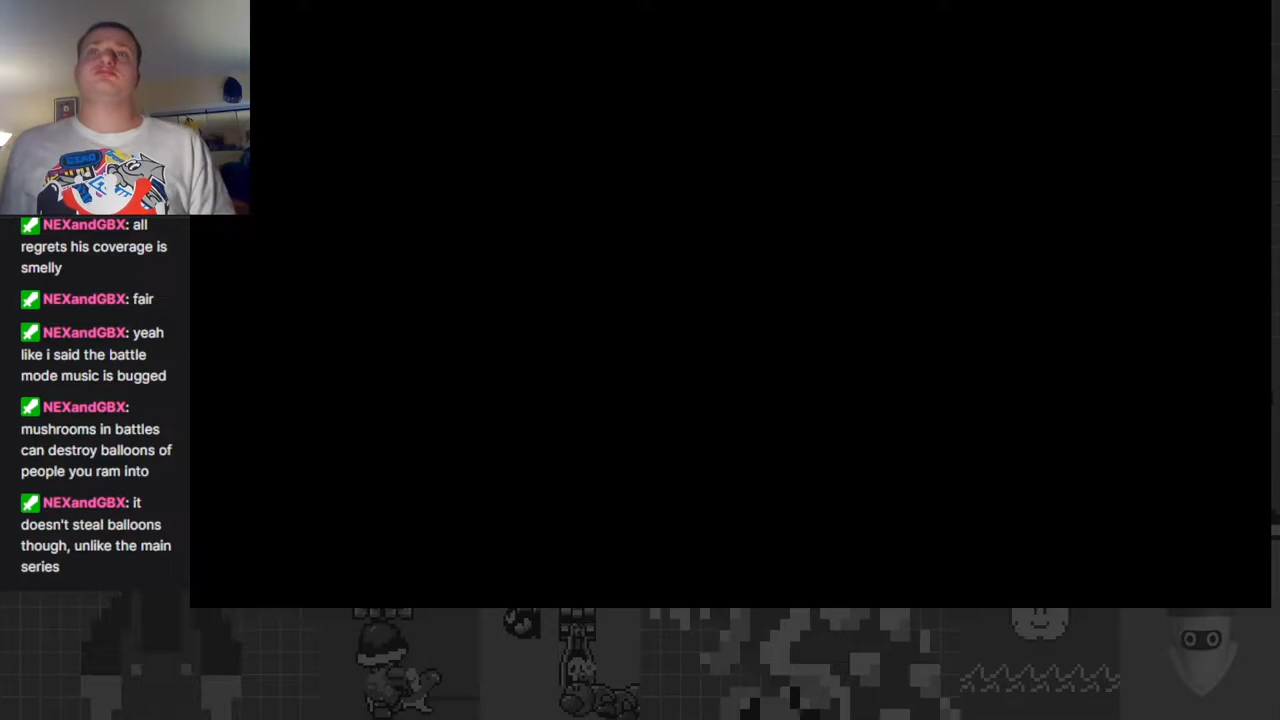 NEXandGBX: all
regrets his coverage is
smelly
NEXandGBX: fair
NEXandGBX: yeah
like i said the battle
mode music is bugged
NEXandGBX:
mushrooms in battles
can destroy balloons of
people you ram into
NEXandGBX: it
doesn't steal balloons
though, unlike the main
series